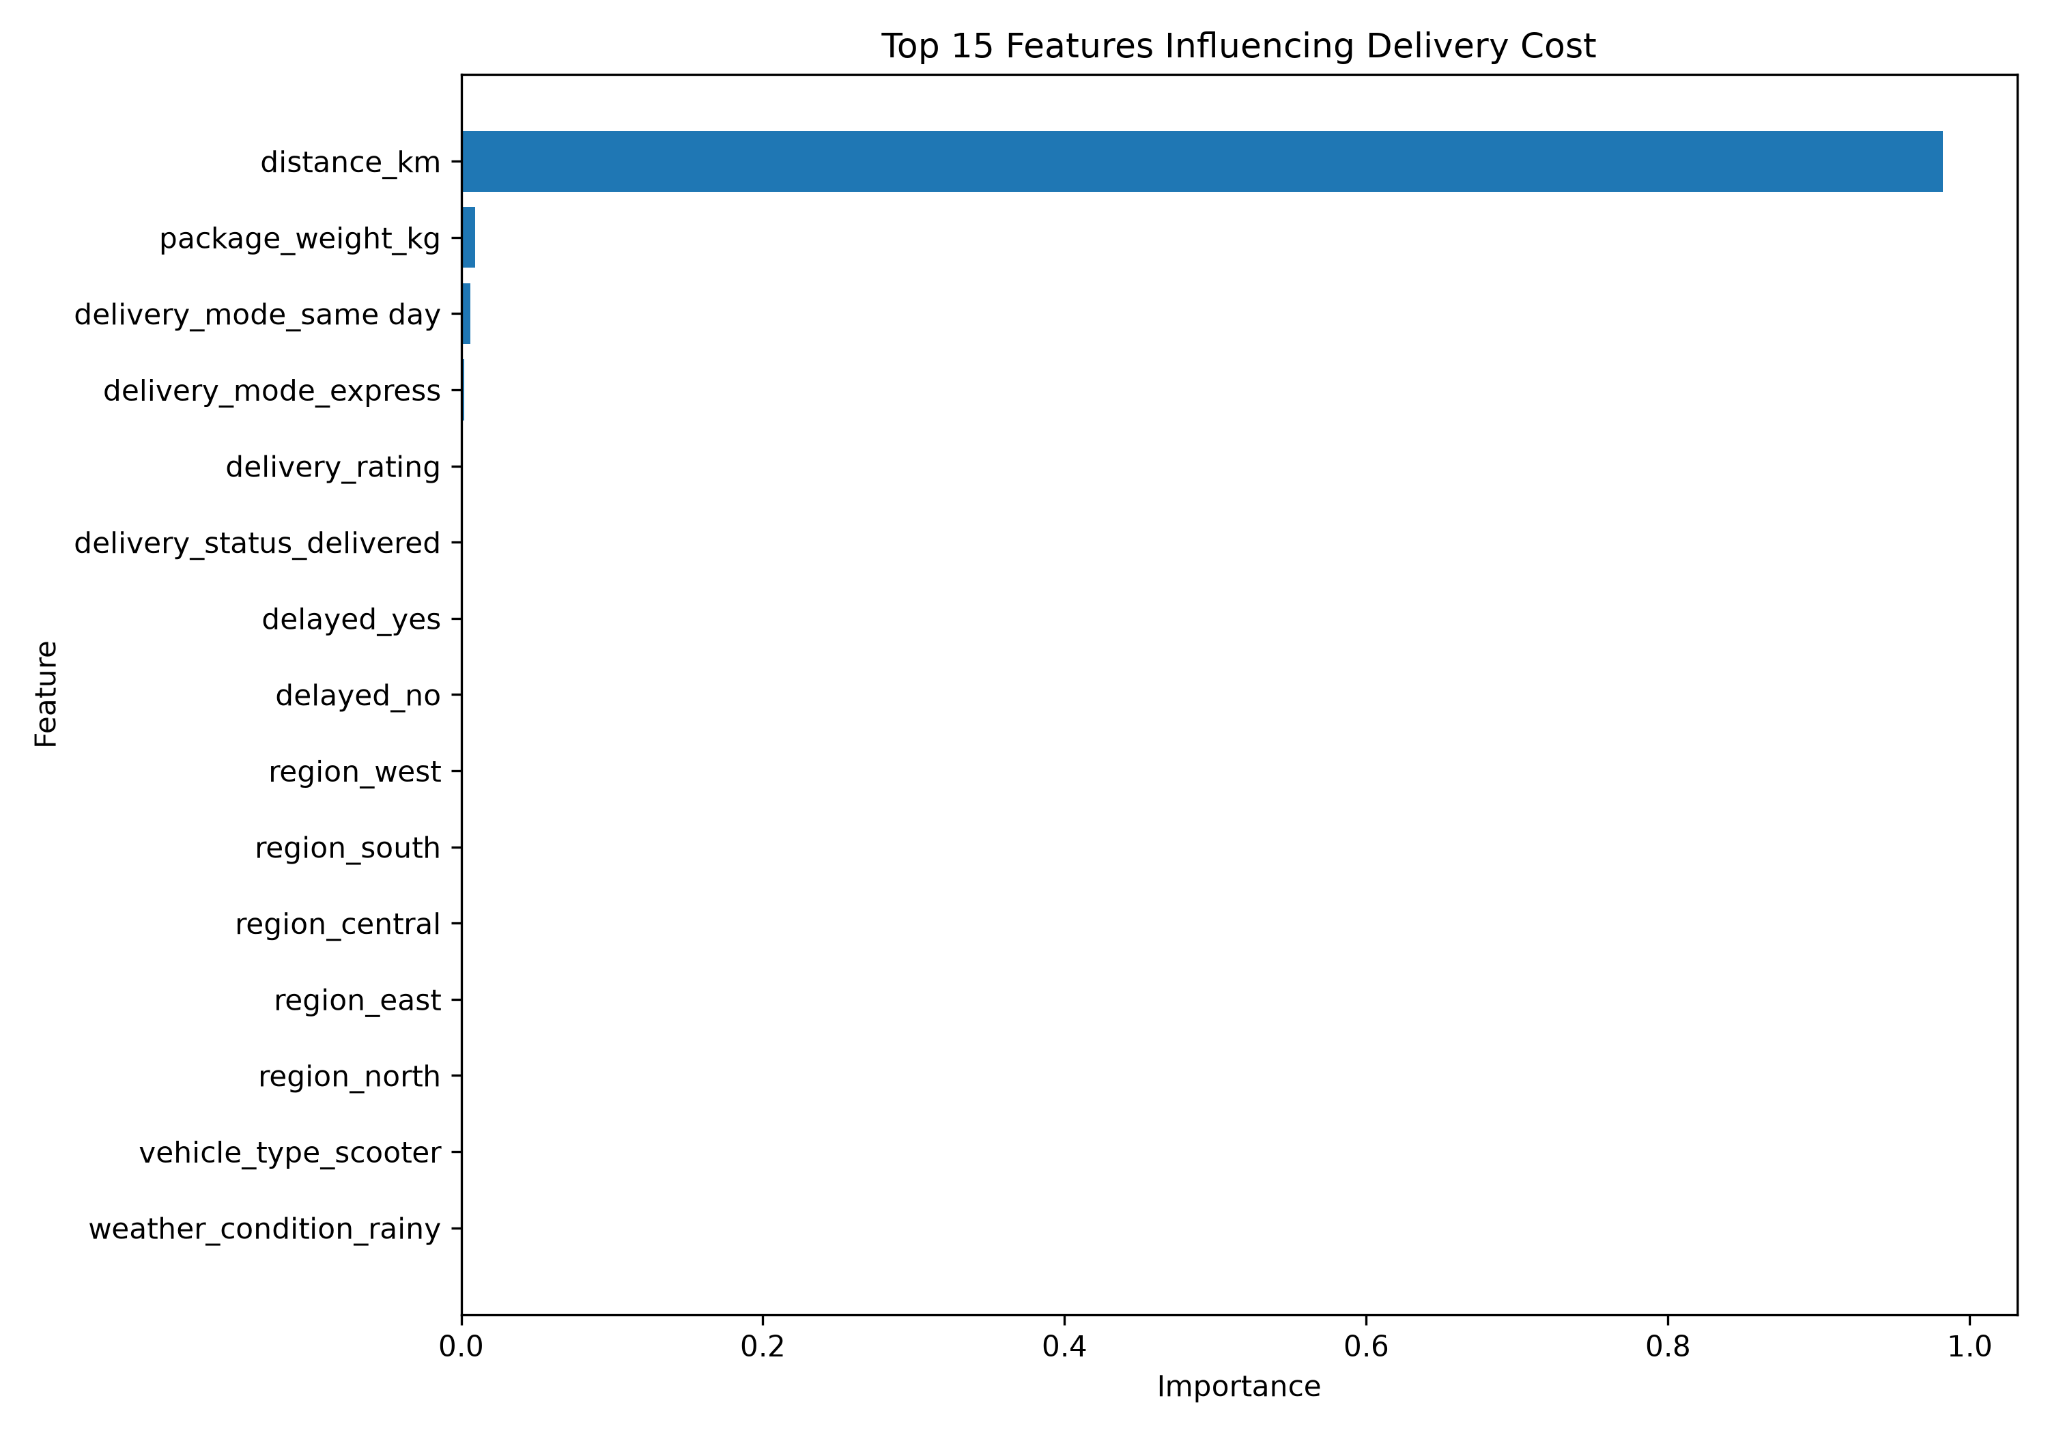 Top 15 Features Influencing Delivery Cost
Feature
distance_km
package_weight_kg
delivery_mode_same day
delivery_mode_express
delivery_rating
delivery_status_delivered
delayed_yes
delayed_no
region_west
region_south
region_central
region_east
region_north
vehicle_type_scooter
weather_condition_rainy
0.0 0.2 0.4 0.6 0.8 1.0
Importance